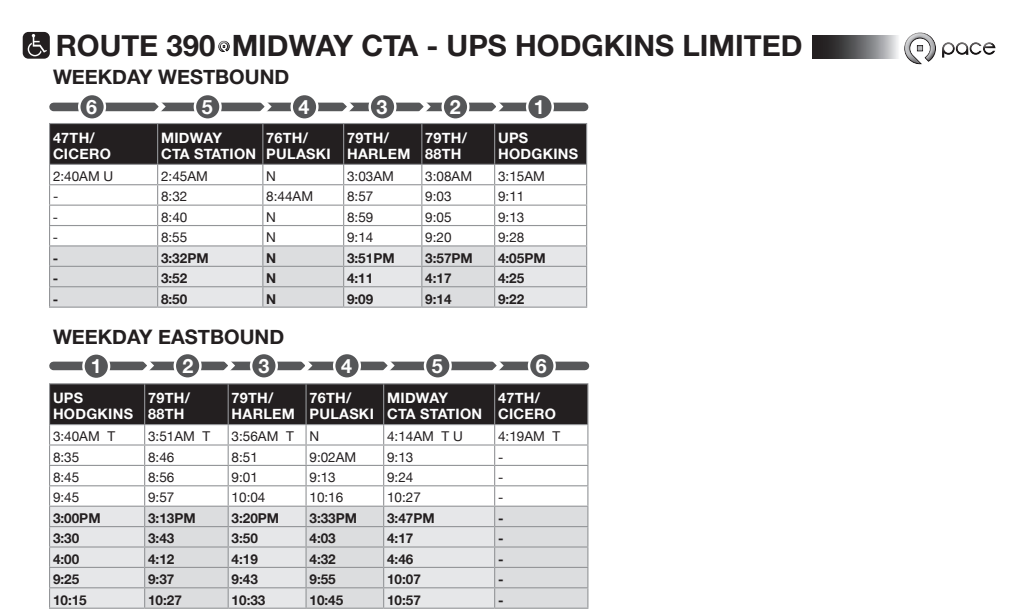 ROUTE 390 MIDWAY CTA - UPS HODGKINS LIMITED pace
WEEKDAY WESTBOUND
6 5 4 3 2 1
47TH/ MIDWAY 76TH/ 79TH/ 79TH/ UPS
CICERO CTA STATION PULASKI HARLEM 88TH HODGKINS
2:40AM U 2:45AM N 3:03AM 3:08AM 3:15AM
- 8:32 8:44AM 8:57 9:03 9:11
- 8:40 N 8:59 9:05 9:13
- 8:55 N 9:14 9:20 9:28
- 3:32PM N 3:51PM 3:57PM 4:05PM
- 3:52 N 4:11 4:17 4:25
- 8:50 N 9:09 9:14 9:22
WEEKDAY EASTBOUND
1 2 3 4 5 6
UPS 79TH/ 79TH/ 76TH/ MIDWAY 47TH/
HODGKINS 88TH HARLEM PULASKI CTA STATION CICERO
3:40AM T 3:51AM T 3:56AM T N 4:14AM T U 4:19AM T
8:35 8:46 8:51 9:02AM 9:13 -
8:45 8:56 9:01 9:13 9:24 -
9:45 9:57 10:04 10:16 10:27 -
3:00PM 3:13PM 3:20PM 3:33PM 3:47PM -
3:30 3:43 3:50 4:03 4:17 -
4:00 4:12 4:19 4:32 4:46 -
9:25 9:37 9:43 9:55 10:07 -
10:15 10:27 10:33 10:45 10:57 -